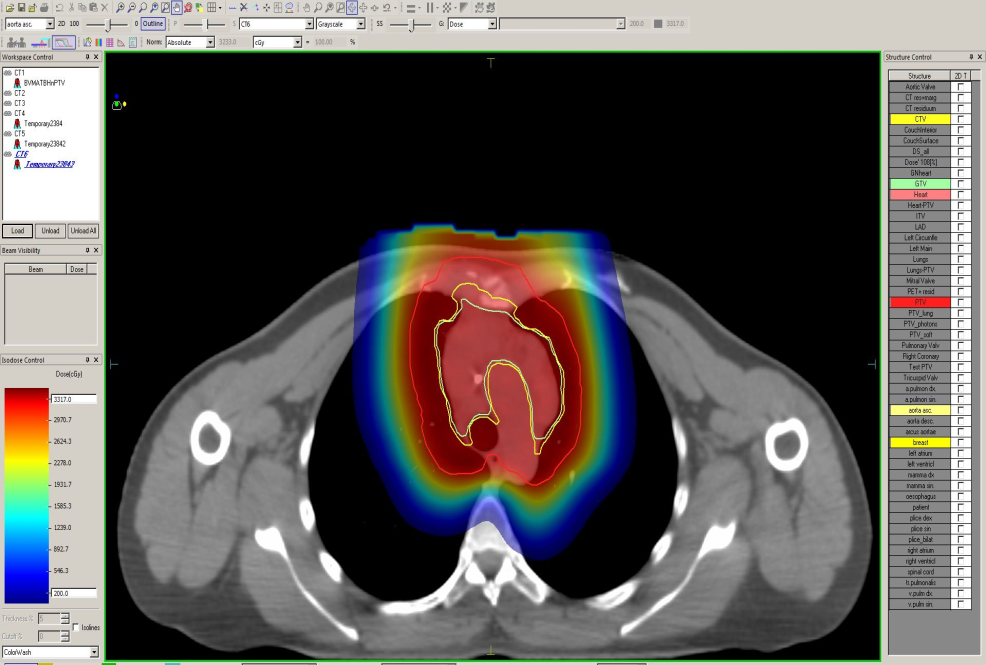 aorta asc. 2D 100 0 Outline P S CT6 Grayscale SS G: Dose 200.0 3317.0
Norm: Absolute 3233.0 cGy = 100.00 %
Workspace Control
CT1
BVMATBHnPTV
CT2
CT3
CT4
Temporary2384
CT5
Temporary23842
CT6
Temporary23843
Load Unload Unload All
Beam Visibility
Beam Dose
Isodose Control
Dose(cGy)
3317.0
2970.7
2624.3
2278.0
1931.7
1585.3
1239.0
892.7
546.3
200.0
Thickness % 5
Isolines
Cutoff % 0
ColorWash
Structure Control
Structure 2D T
Aortic Valve
CT res+marg
CT residuum
CTV
CouchInterior
CouchSurface
DS_all
Dose' 108[%]
GNheart
GTV
Heart
Heart-PTV
ITV
LAD
Left Circumfle
Left Main
Lungs
Lungs-PTV
Mitral Valve
PET+ resid
PTV
PTV_lung
PTV_photons
PTV_soft
Pulmonary Valv
Right Coronary
Test PTV
Tricuspid Valv
a.pulmon dx.
a.pulmon sin.
aorta asc.
aorta desc.
arcus aortae
breast
left atrium
left ventricl
mamma dx
mamma sin.
oesophagus
patient
plice dex
plice sin
plice_bilat
right atrium
right ventricl
spinal cord
tr.pulmonalis
v.pulm dx.
v.pulm sin.